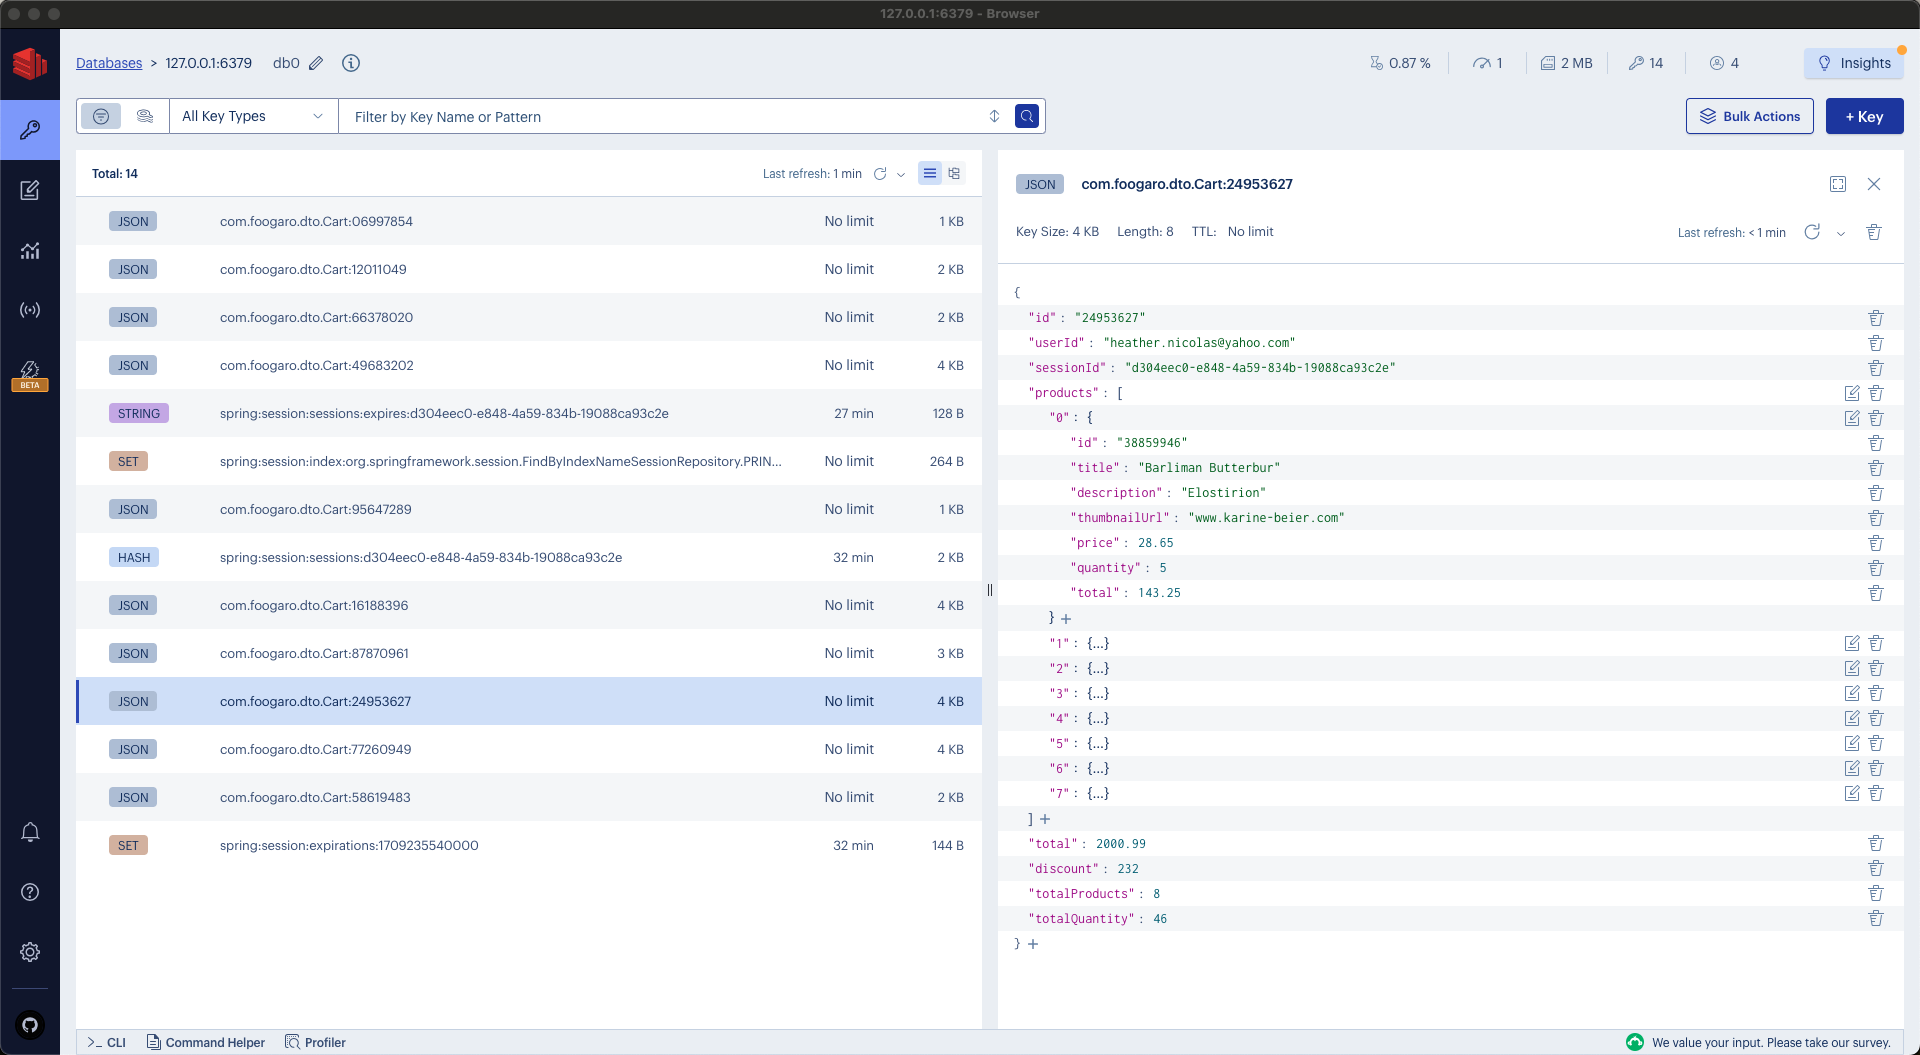 127.0.0.1:6379 - Browser
Databases > 127.0.0.1:6379 db0
0.87 % 1 2 MB 14 4 Insights
All Key Types Filter by Key Name or Pattern Bulk Actions + Key
Total: 14 Last refresh: 1 min
JSON com.foogaro.dto.Cart:06997854 No limit 1 KB
JSON com.foogaro.dto.Cart:12011049 No limit 2 KB
JSON com.foogaro.dto.Cart:66378020 No limit 2 KB
JSON com.foogaro.dto.Cart:49683202 No limit 4 KB
STRING spring:session:sessions:expires:d304eec0-e848-4a59-834b-19088ca93c2e 27 min 128 B
SET spring:session:index:org.springframework.session.FindByIndexNameSessionRepository.PRIN... No limit 264 B
JSON com.foogaro.dto.Cart:95647289 No limit 1 KB
HASH spring:session:sessions:d304eec0-e848-4a59-834b-19088ca93c2e 32 min 2 KB
JSON com.foogaro.dto.Cart:16188396 No limit 4 KB
JSON com.foogaro.dto.Cart:87870961 No limit 3 KB
JSON com.foogaro.dto.Cart:24953627 No limit 4 KB
JSON com.foogaro.dto.Cart:77260949 No limit 4 KB
JSON com.foogaro.dto.Cart:58619483 No limit 2 KB
SET spring:session:expirations:1709235540000 32 min 144 B
JSON com.foogaro.dto.Cart:24953627
Key Size: 4 KB Length: 8 TTL: No limit Last refresh: < 1 min
{
"id" : "24953627"
"userId" : "heather.nicolas@yahoo.com"
"sessionId" : "d304eec0-e848-4a59-834b-19088ca93c2e"
"products" : [
"0" : {
"id" : "38859946"
"title" : "Barliman Butterbur"
"description" : "Elostirion"
"thumbnailUrl" : "www.karine-beier.com"
"price" : 28.65
"quantity" : 5
"total" : 143.25
} +
"1" : {...}
"2" : {...}
"3" : {...}
"4" : {...}
"5" : {...}
"6" : {...}
"7" : {...}
] +
"total" : 2000.99
"discount" : 232
"totalProducts" : 8
"totalQuantity" : 46
} +
BETA
>_ CLI Command Helper Profiler We value your input. Please take our survey.